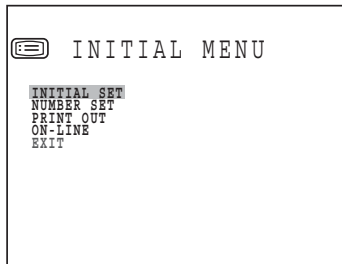 INITIAL MENU
INITIAL SET
NUMBER SET
PRINT OUT
ON-LINE
EXIT